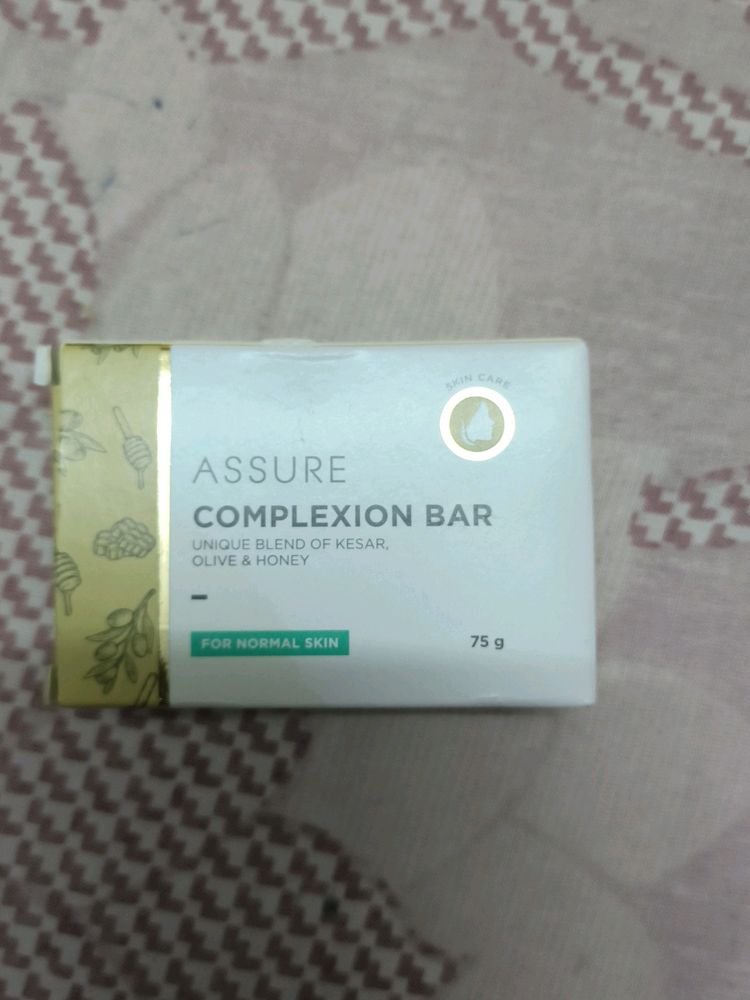 SKIN CARE
ASSURE
COMPLEXION BAR
UNIQUE BLEND OF KESAR,
OLIVE & HONEY
FOR NORMAL SKIN
75 g